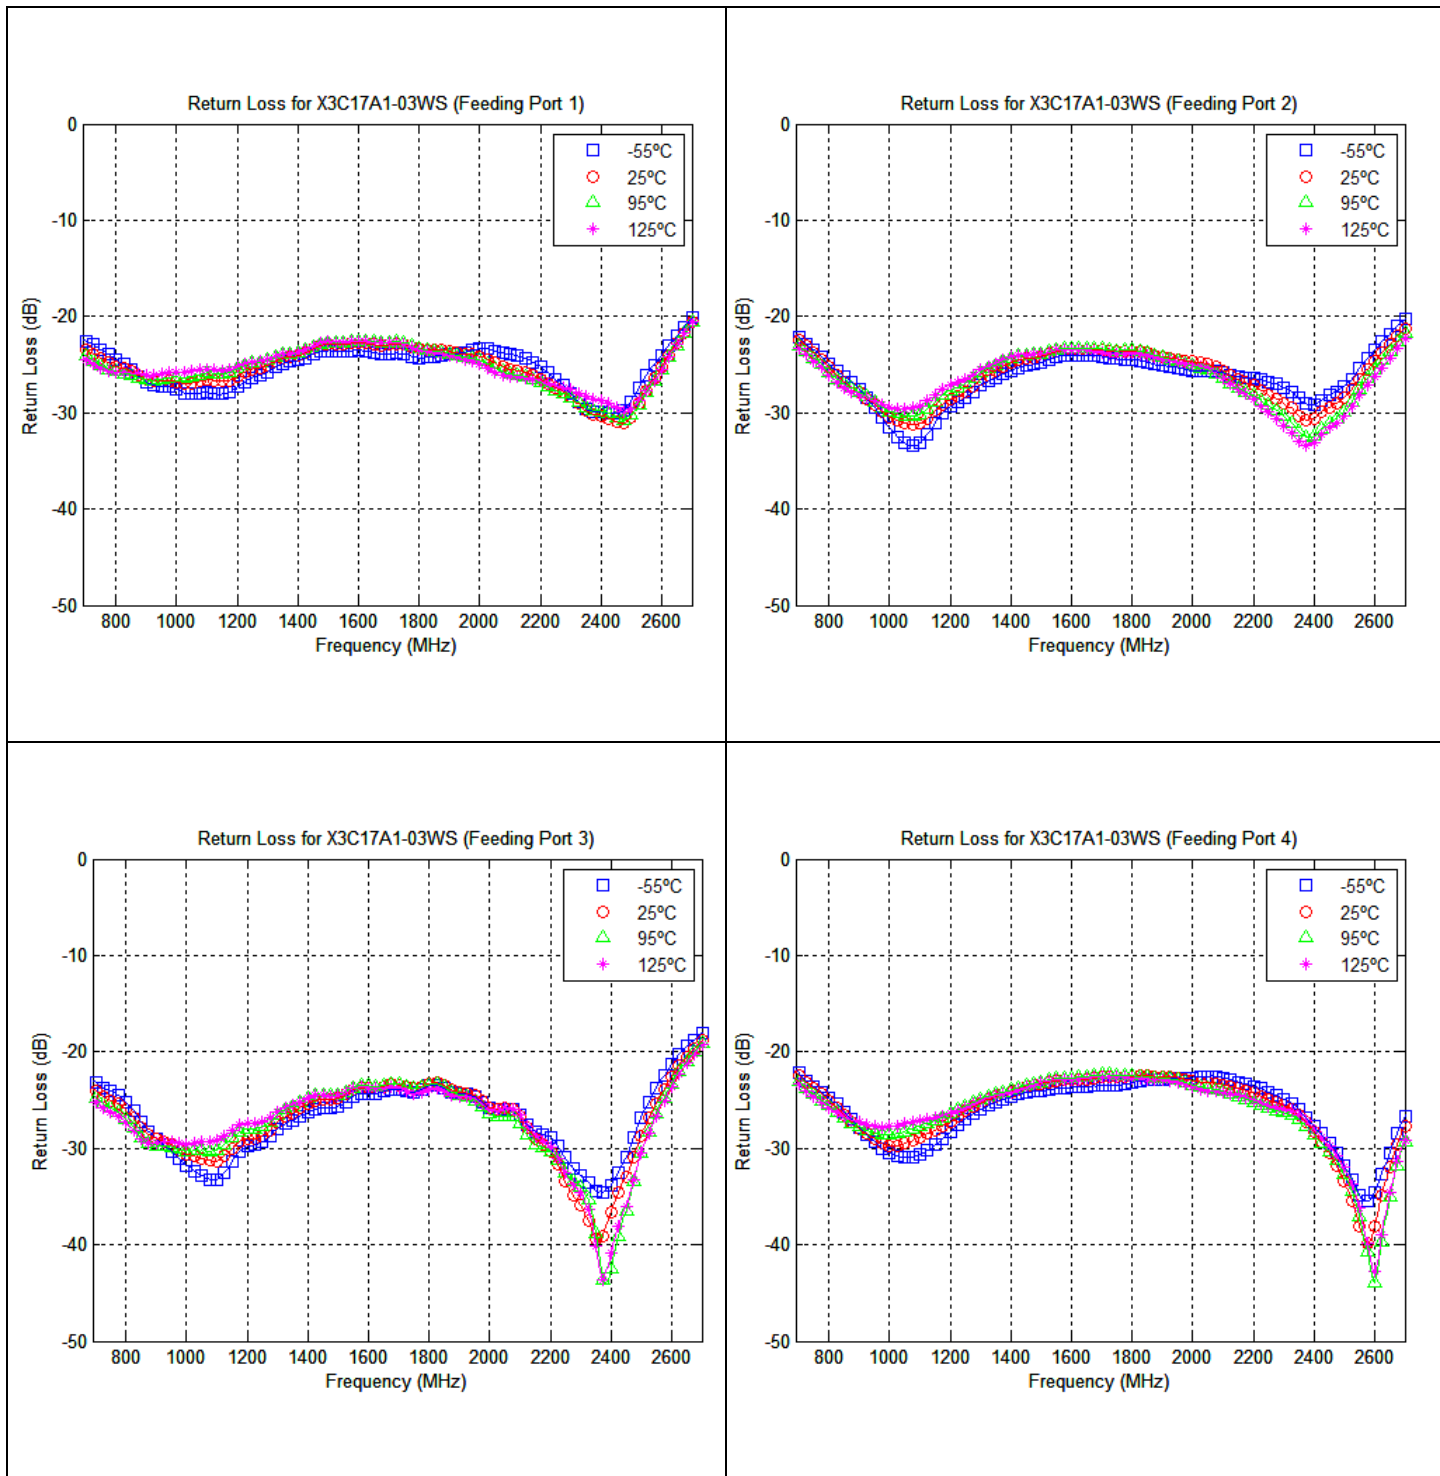 Return Loss for X3C17A1-03WS (Feeding Port 1)
0
-10
-20
-30
-40
-50
Return Loss (dB)
-55ºC
25ºC
95ºC
125ºC
800 1000 1200 1400 1600 1800 2000 2200 2400 2600
Frequency (MHz)
Return Loss for X3C17A1-03WS (Feeding Port 2)
0
-10
-20
-30
-40
-50
Return Loss (dB)
-55ºC
25ºC
95ºC
125ºC
800 1000 1200 1400 1600 1800 2000 2200 2400 2600
Frequency (MHz)
Return Loss for X3C17A1-03WS (Feeding Port 3)
0
-10
-20
-30
-40
-50
Return Loss (dB)
-55ºC
25ºC
95ºC
125ºC
800 1000 1200 1400 1600 1800 2000 2200 2400 2600
Frequency (MHz)
Return Loss for X3C17A1-03WS (Feeding Port 4)
0
-10
-20
-30
-40
-50
Return Loss (dB)
-55ºC
25ºC
95ºC
125ºC
800 1000 1200 1400 1600 1800 2000 2200 2400 2600
Frequency (MHz)